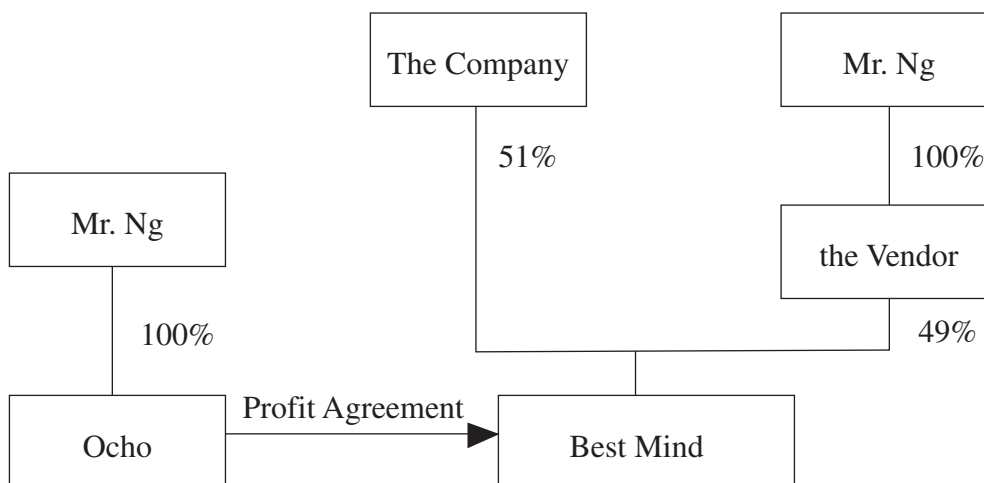 The Company
Mr. Ng
51%
100%
Mr. Ng
the Vendor
100%
49%
Profit Agreement
Ocho
Best Mind